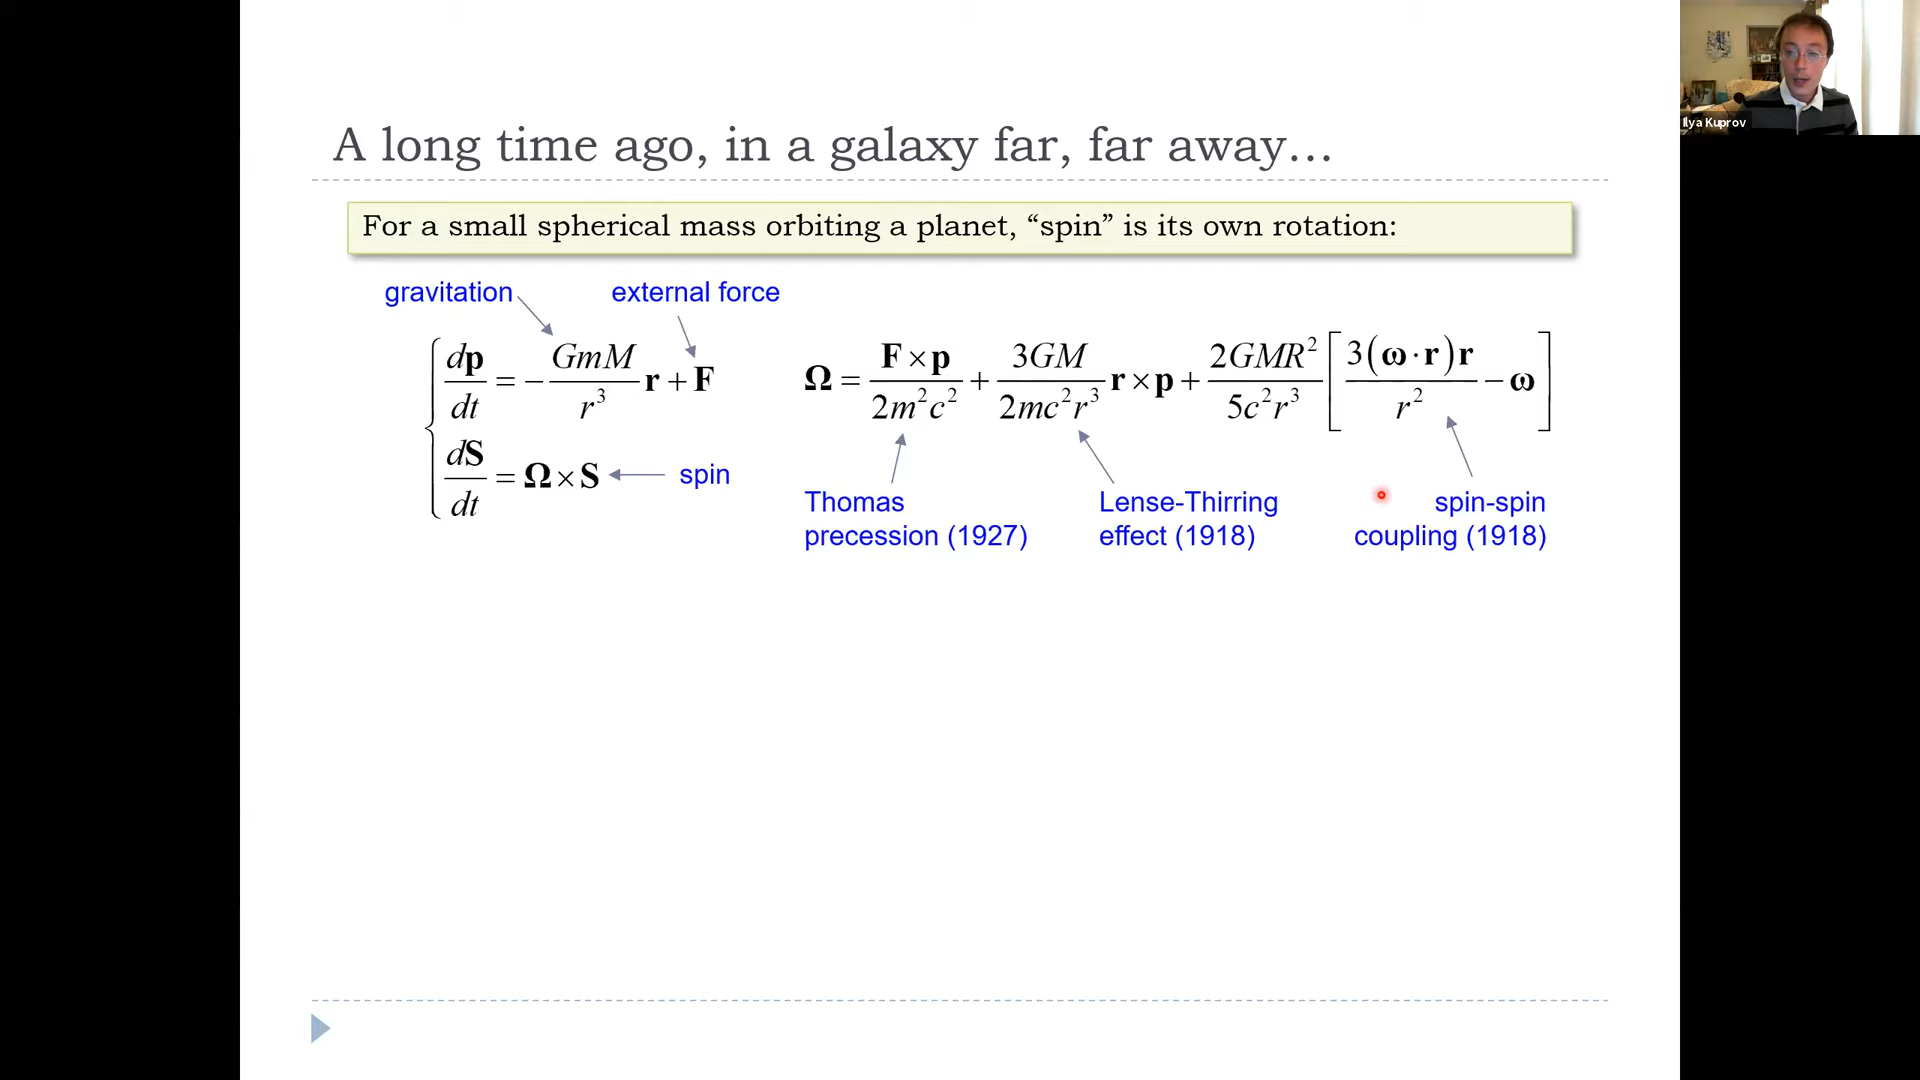 Ilya Kuprov
A long time ago, in a galaxy far, far away…
For a small spherical mass orbiting a planet, “spin” is its own rotation:
gravitation
external force
dp/dt = − GmM/r³ r + F
dS/dt = Ω × S
spin
Ω = F × p/2m²c² + 3GM/2mc²r³ r × p + 2GMR²/5c²r³ [3(ω · r)r/r² − ω]
Thomas
precession (1927)
Lense-Thirring
effect (1918)
spin-spin
coupling (1918)